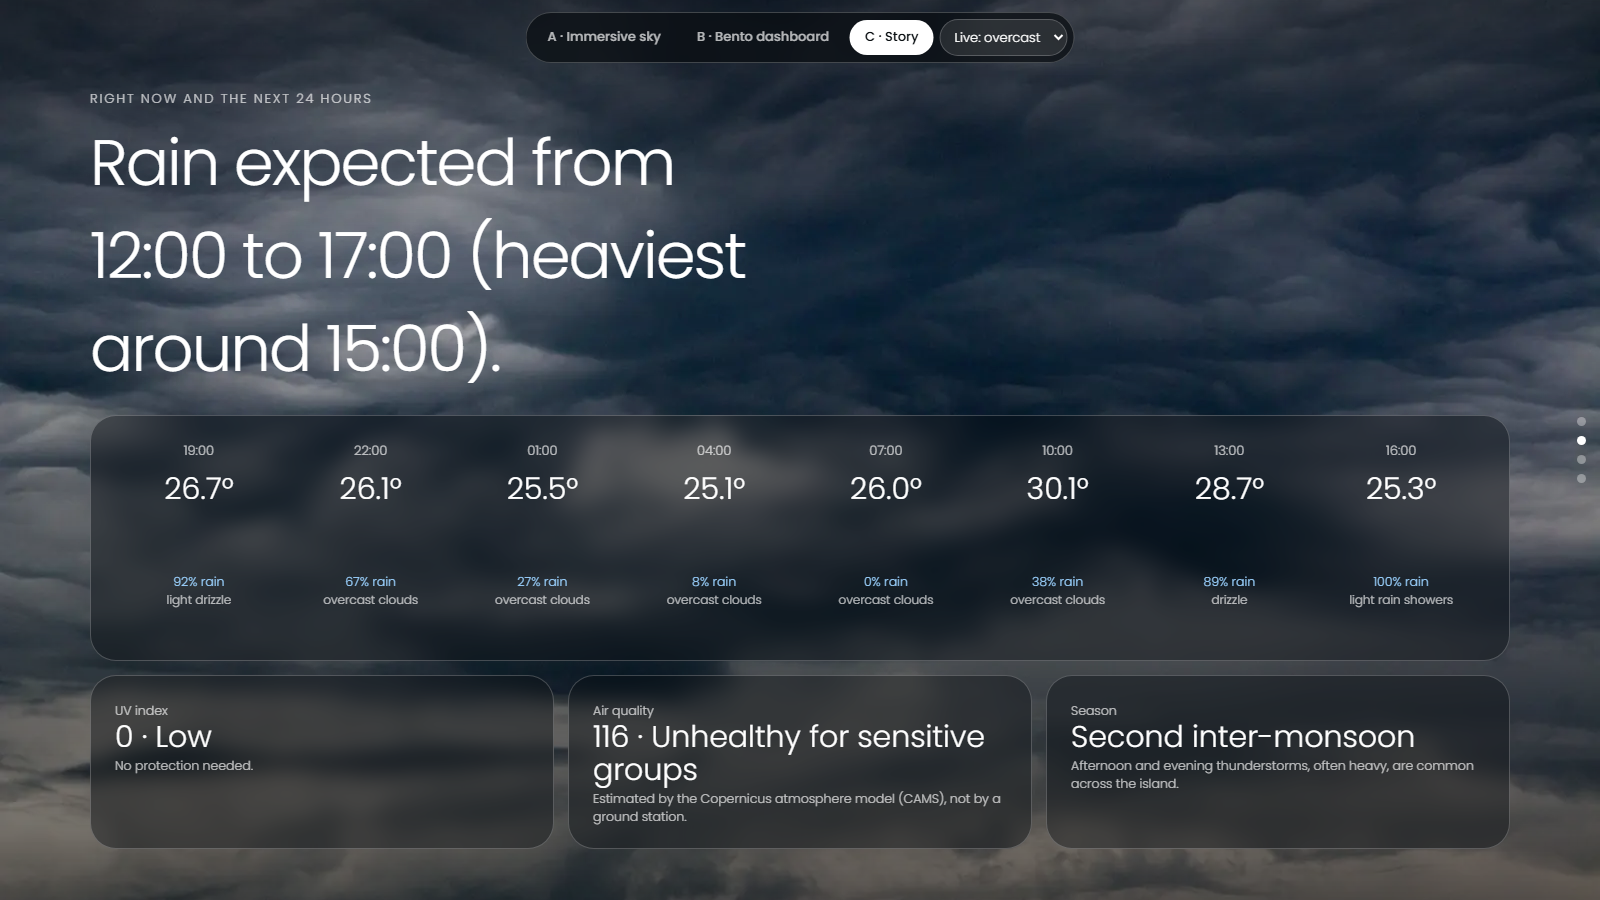 A · Immersive sky
B · Bento dashboard
C · Story
Live: overcast
RIGHT NOW AND THE NEXT 24 HOURS
Rain expected from
12:00 to 17:00 (heaviest
around 15:00).
19:00 22:00 01:00 04:00 07:00 10:00 13:00 16:00
26.7° 26.1° 25.5° 25.1° 26.0° 30.1° 28.7° 25.3°
92% rain 67% rain 27% rain 8% rain 0% rain 38% rain 89% rain 100% rain
light drizzle overcast clouds overcast clouds overcast clouds overcast clouds overcast clouds drizzle light rain showers
UV index
0 · Low
No protection needed.
Air quality
116 · Unhealthy for sensitive
groups
Estimated by the Copernicus atmosphere model (CAMS), not by a
ground station.
Season
Second inter-monsoon
Afternoon and evening thunderstorms, often heavy, are common
across the island.